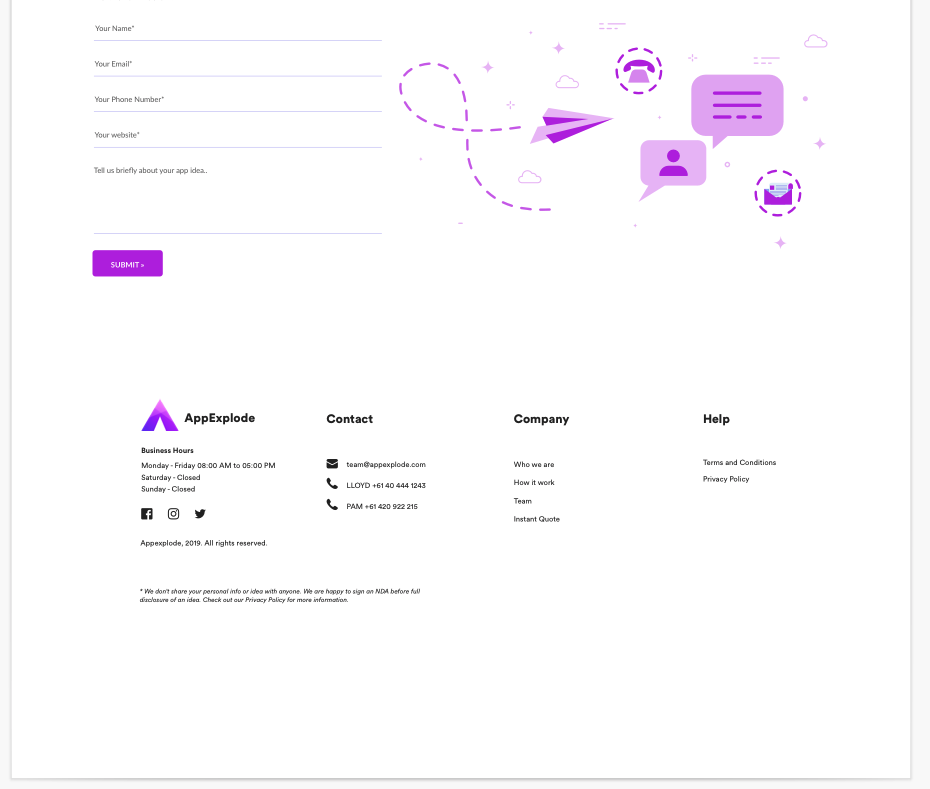 Your Name*
Your Email*
Your Phone Number*
Your website*
Tell us briefly about your app idea..
SUBMIT »
AppExplode
Business Hours
Monday - Friday 08:00 AM to 05:00 PM
Saturday - Closed
Sunday - Closed
Appexplode, 2019. All rights reserved.
Contact
team@appexplode.com
LLOYD +61 40 444 1243
PAM +61 420 922 215
Company
Who we are
How it work
Team
Instant Quote
Help
Terms and Conditions
Privacy Policy
* We don't share your personal info or idea with anyone. We are happy to sign an NDA before full
disclosure of an idea. Check out our Privacy Policy for more information.